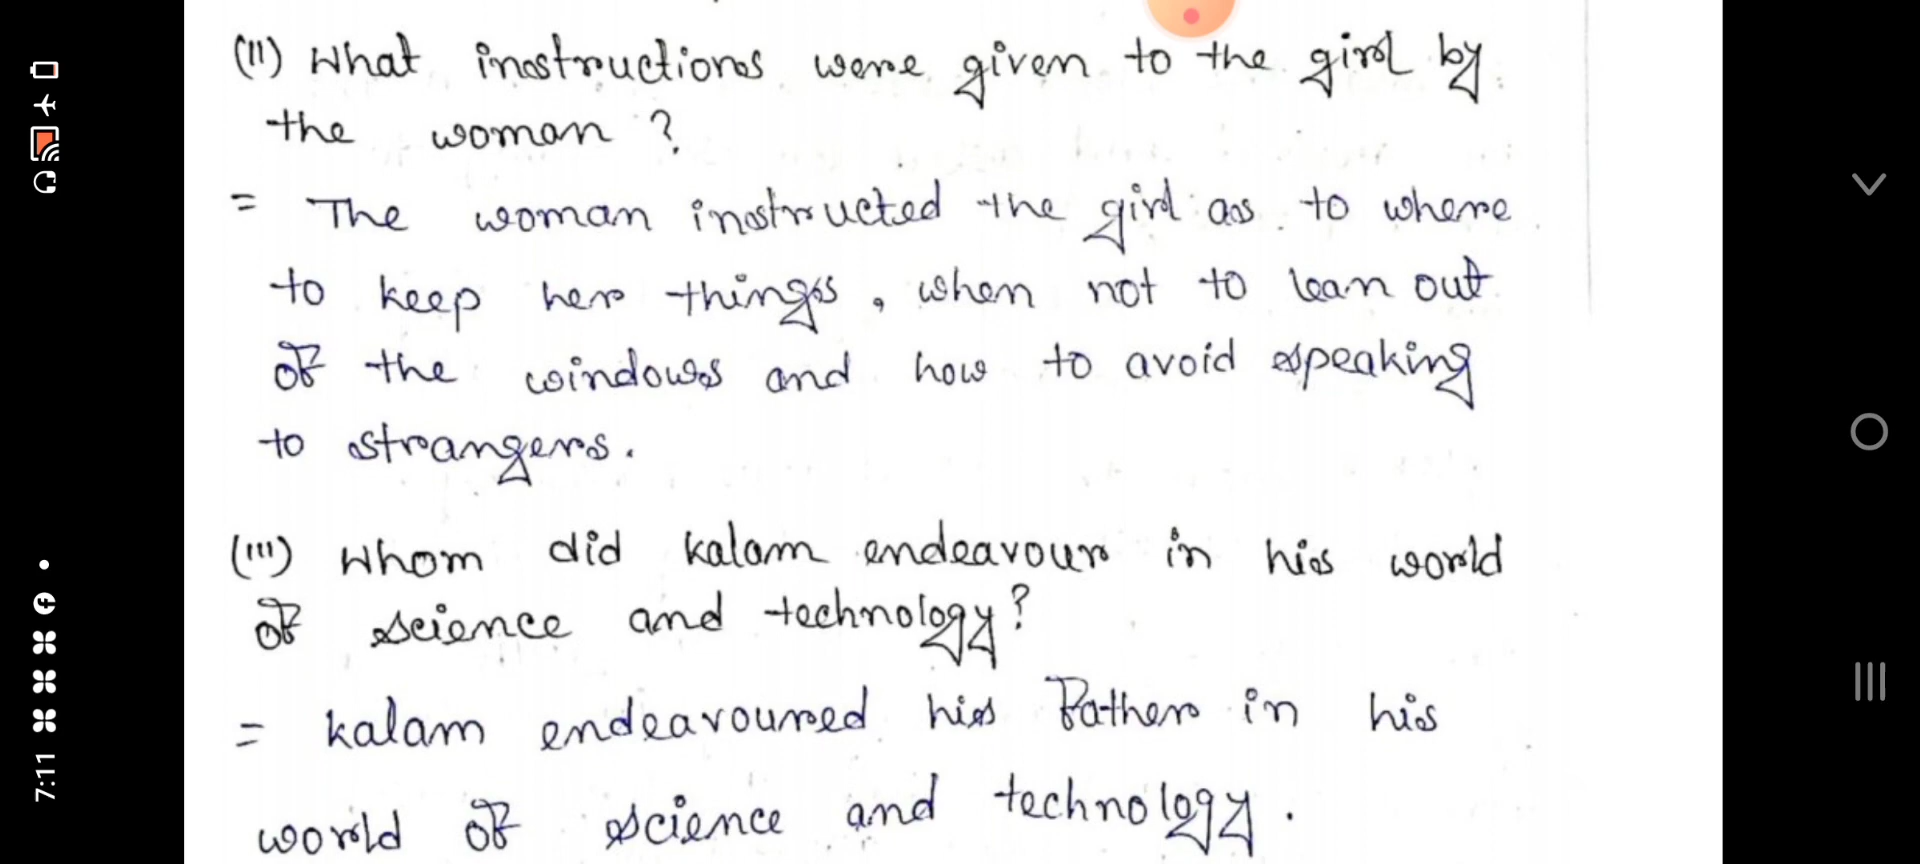 (II) What instructions were given to the girl by
the woman ?
= The woman instructed the girl as to where
to keep her things, when not to lean out
of the windows and how to avoid speaking
to strangers.
(III) Whom did kalam endeavour in his world
of science and technology?
= kalam endeavoured his Father in his
world of science and technology.
7:11